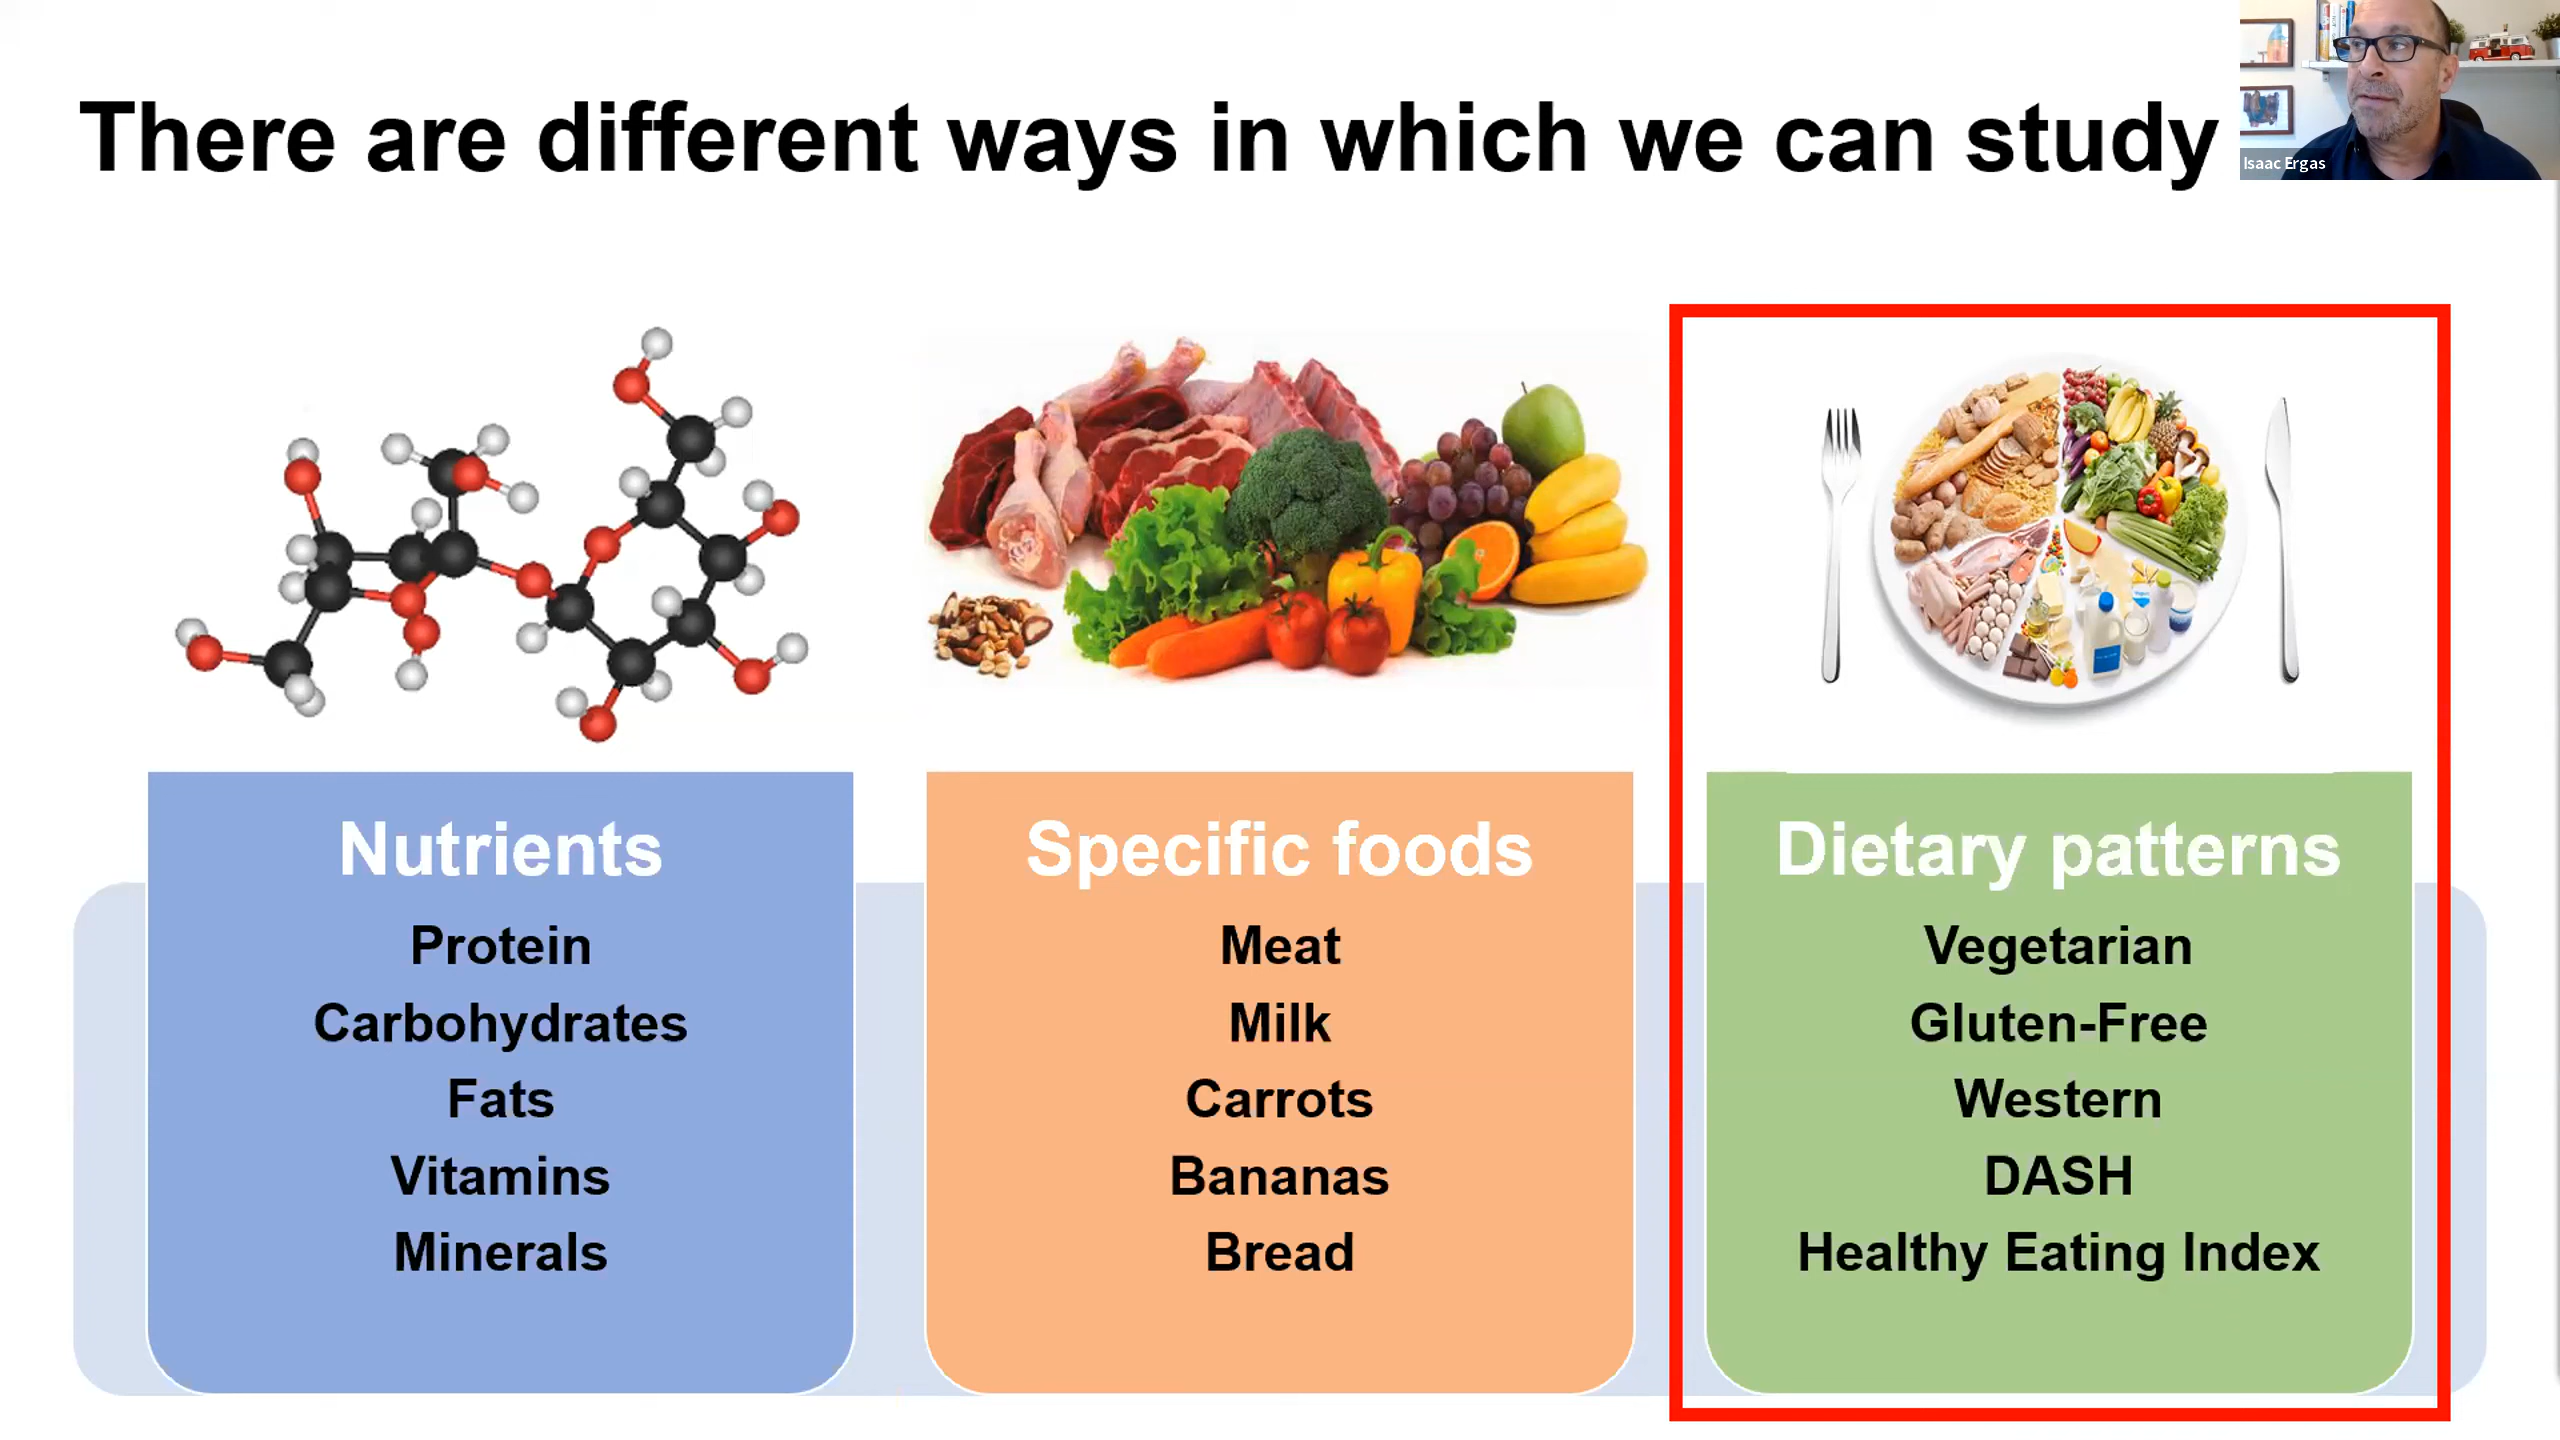 There are different ways in which we can study
Isaac Ergas
Nutrients
Protein
Carbohydrates
Fats
Vitamins
Minerals
Specific foods
Meat
Milk
Carrots
Bananas
Bread
Dietary patterns
Vegetarian
Gluten-Free
Western
DASH
Healthy Eating Index